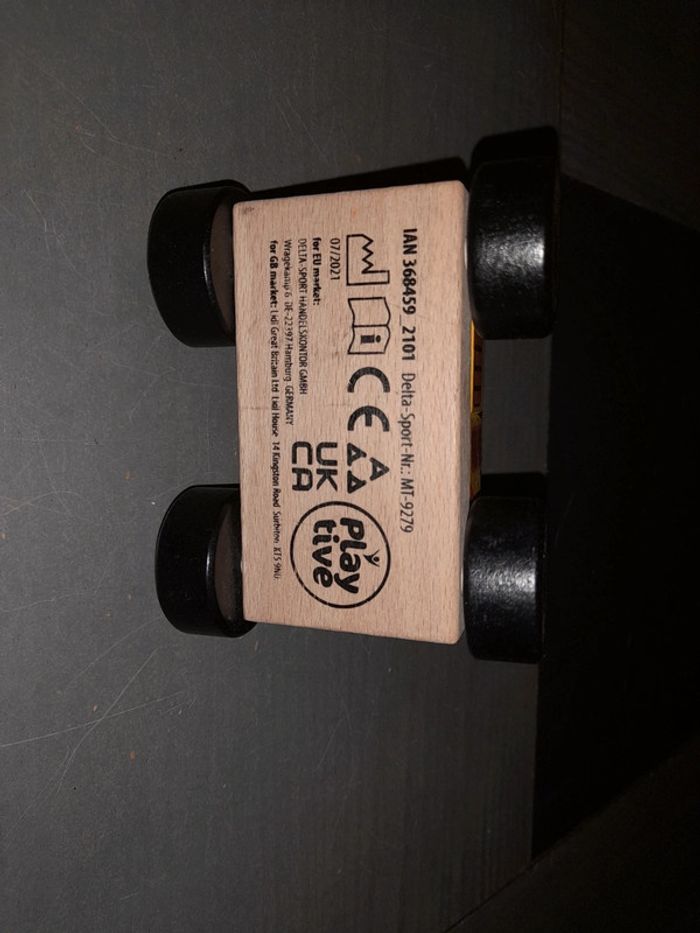 IAN 368459_2101 Delta-Sport-Nr.: MT-9279
i CE
UK
CA
Play
tive
07/2021
for EU market:
DELTA-SPORT HANDELSKONTOR GMBH
Wragekamp 6 DE-22397 Hamburg GERMANY
for GB market: Lidl Great Britain Ltd Lidl House 14 Kingston Road Surbiton KT5 9NU